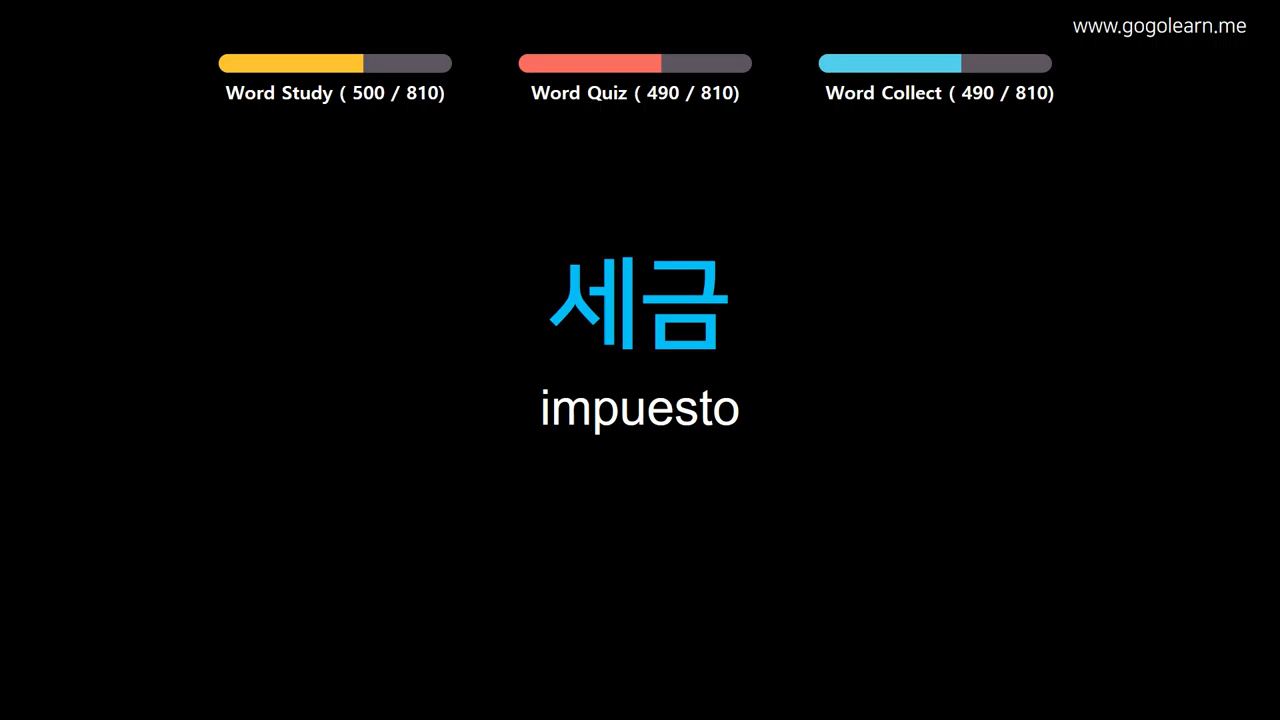 www.gogolearn.me
Word Study ( 500 / 810)
Word Quiz ( 490 / 810)
Word Collect ( 490 / 810)
세금
impuesto